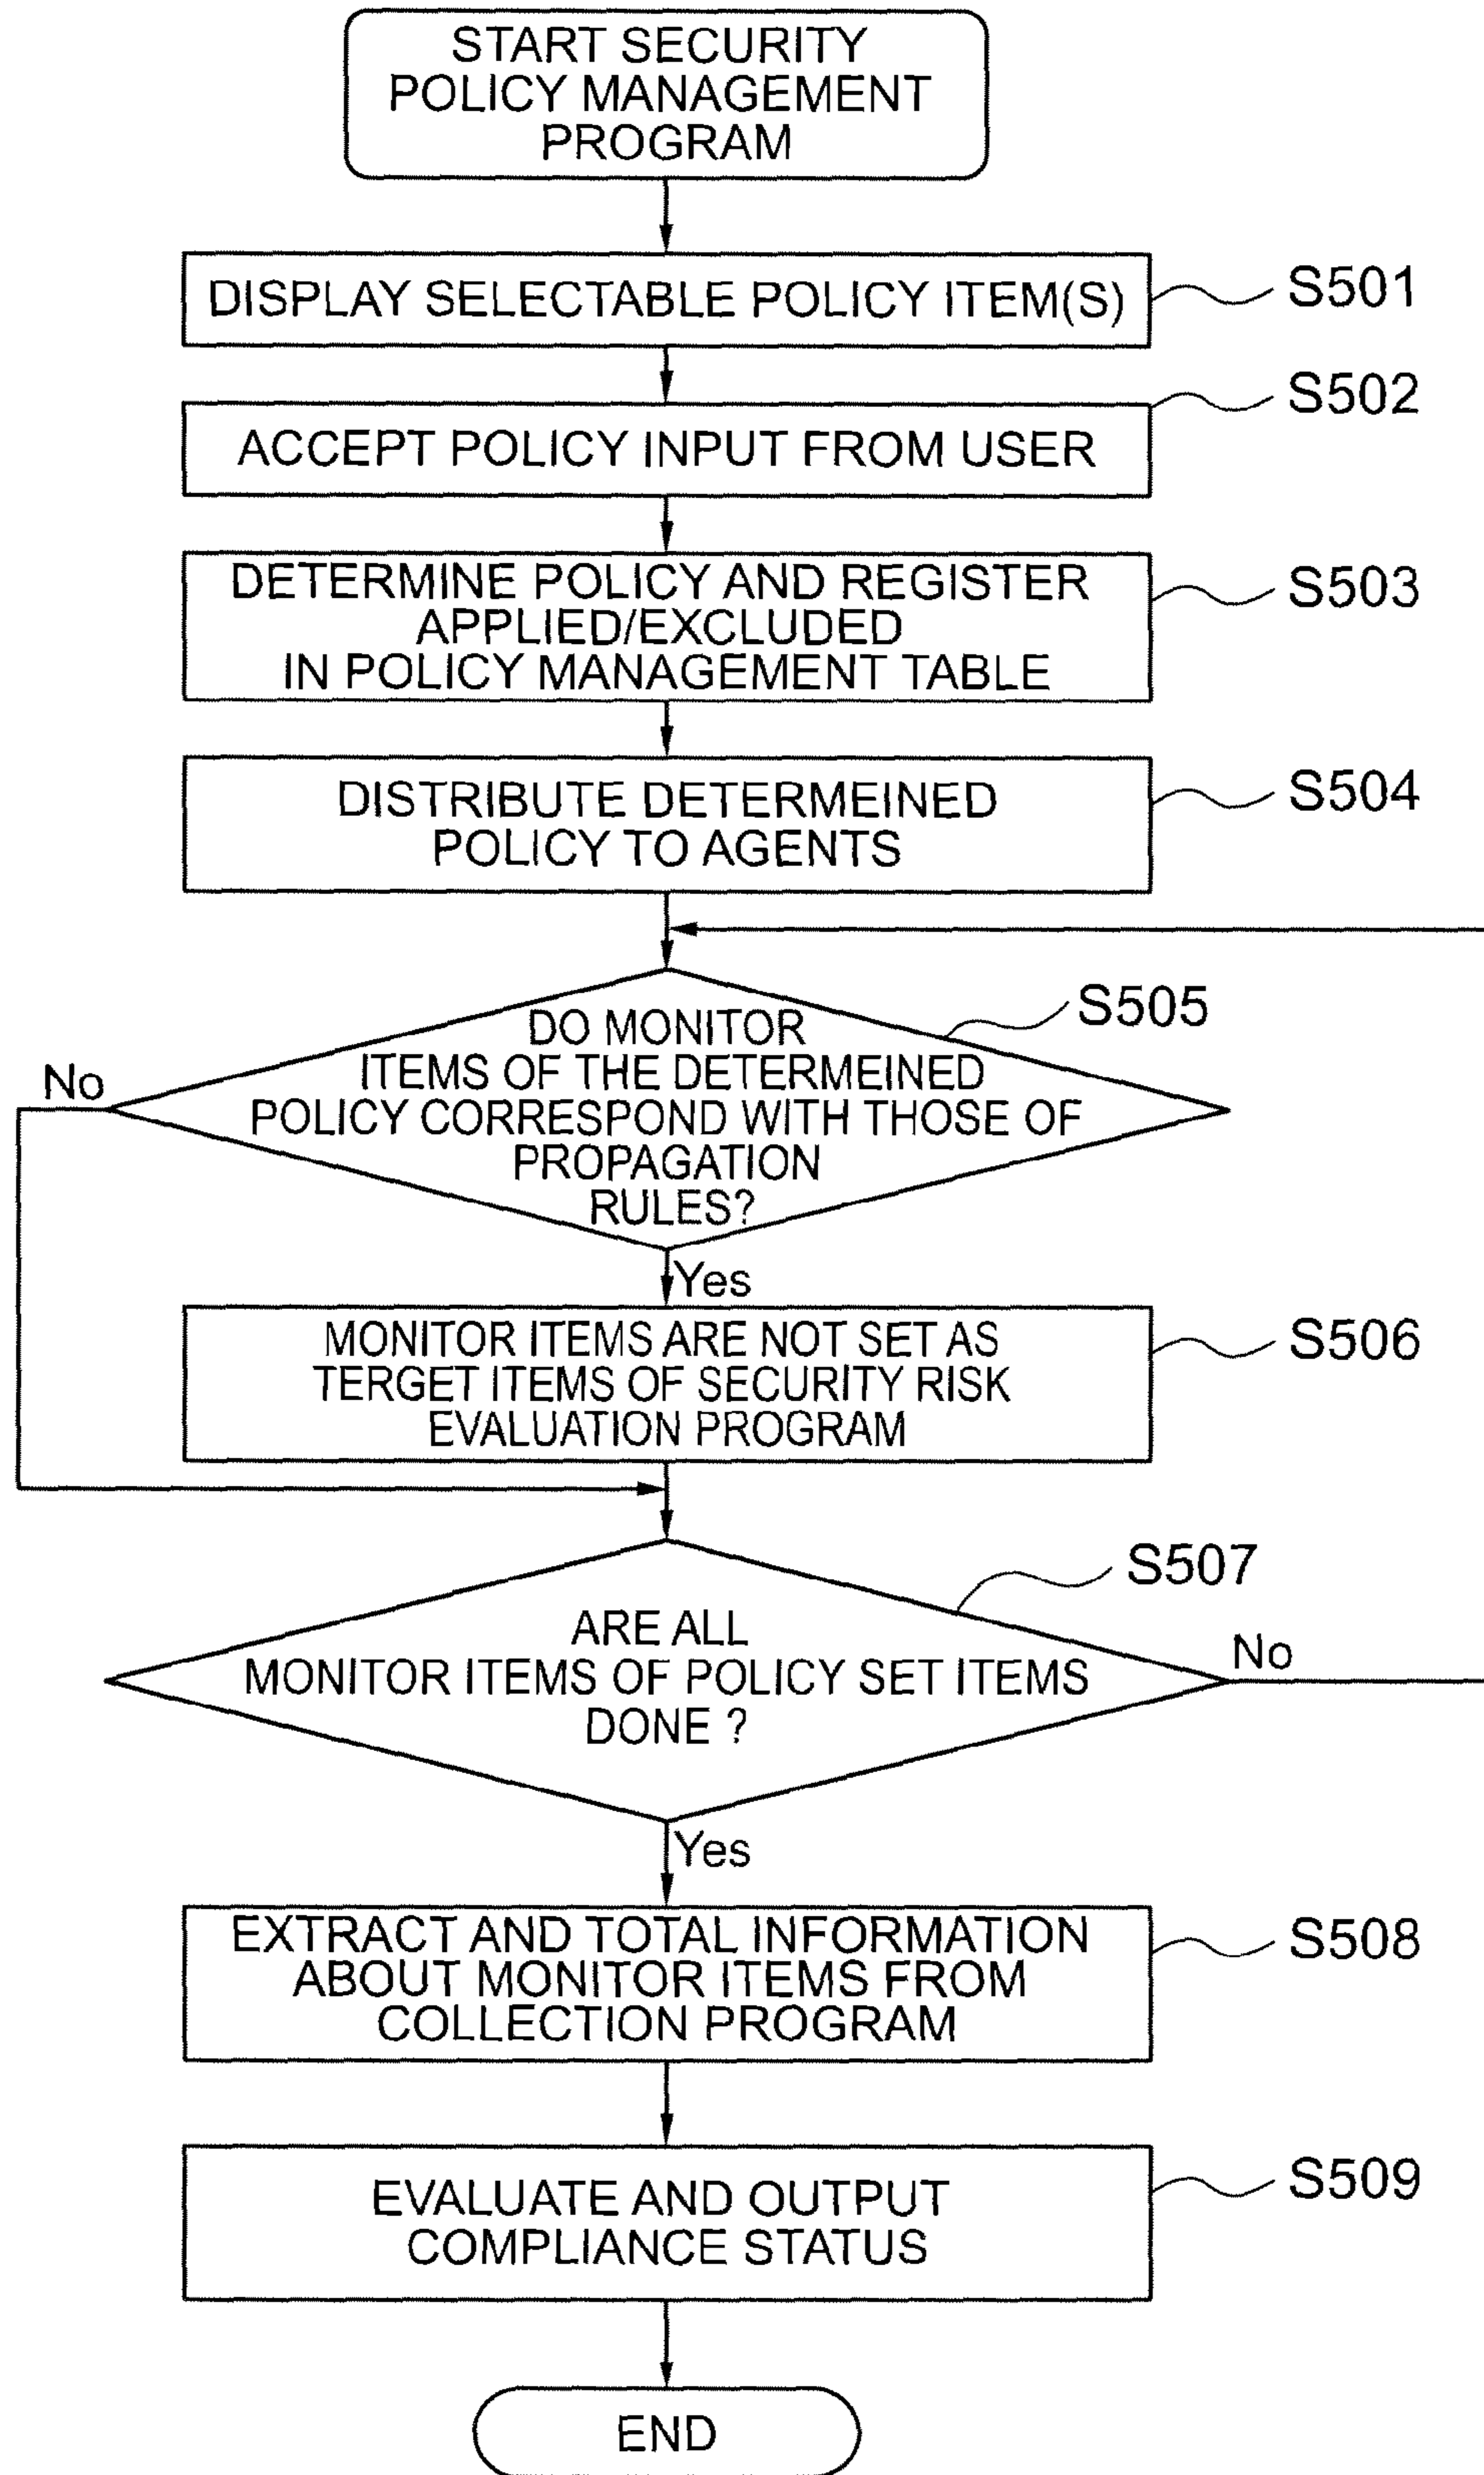 START SECURITY
POLICY MANAGEMENT
PROGRAM
DISPLAY SELECTABLE POLICY ITEM(S)
S501
S502
ACCEPT POLICY INPUT FROM USER
DETERMINE POLICY AND REGISTER
APPLIED/EXCLUDED
IN POLICY MANAGEMENT TABLE
S503
DISTRIBUTE DETERMEINED
POLICY TO AGENTS
S504
DO MONITOR
ITEMS OF THE DETERMEINED
POLICY CORRESPOND WITH THOSE OF
PROPAGATION
RULES?
S505
No
Yes
MONITOR ITEMS ARE NOT SET AS
TERGET ITEMS OF SECURITY RISK
EVALUATION PROGRAM
S506
S507
ARE ALL
MONITOR ITEMS OF POLICY SET ITEMS
DONE ?
No
Yes
EXTRACT AND TOTAL INFORMATION
ABOUT MONITOR ITEMS FROM
COLLECTION PROGRAM
S508
EVALUATE AND OUTPUT
COMPLIANCE STATUS
S509
END